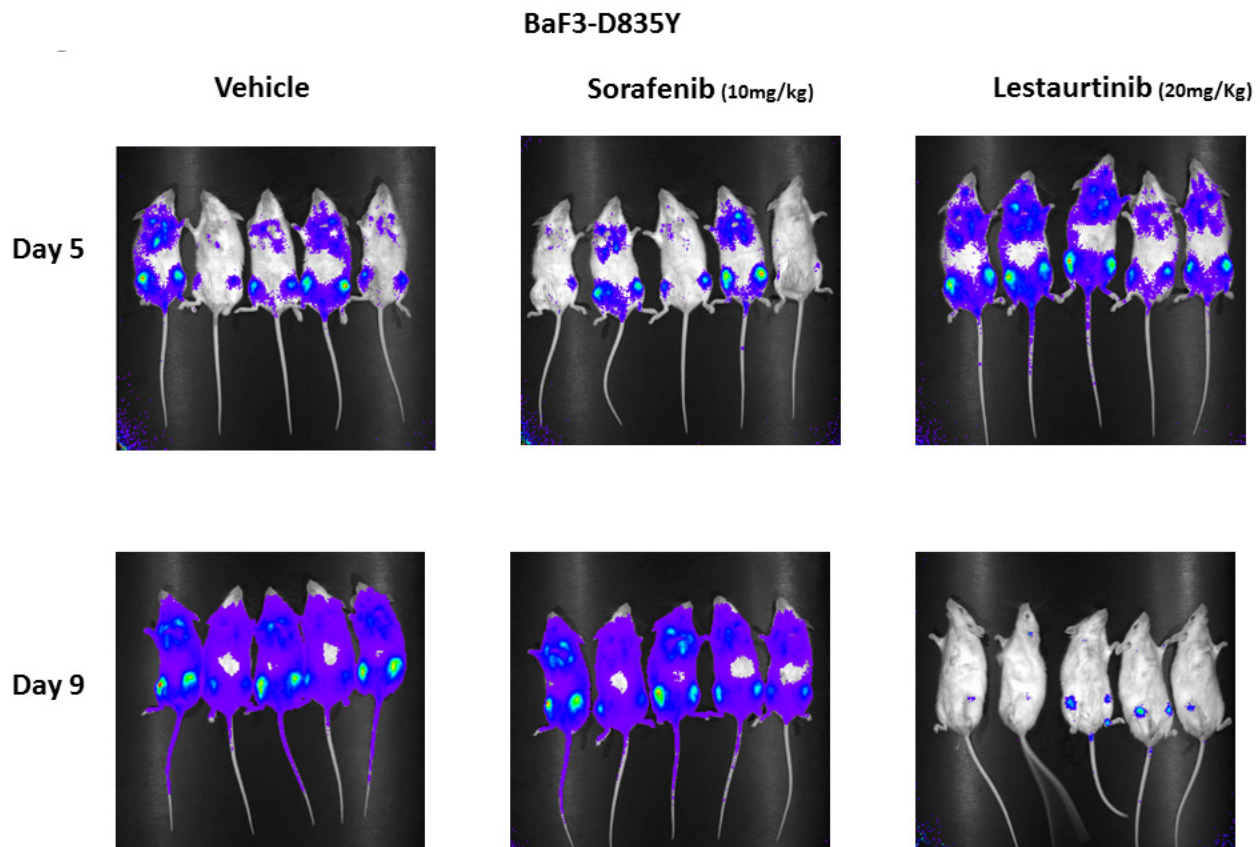 BaF3-D835Y
Vehicle
Sorafenib (10mg/kg)
Lestaurtinib (20mg/Kg)
Day 5
Day 9